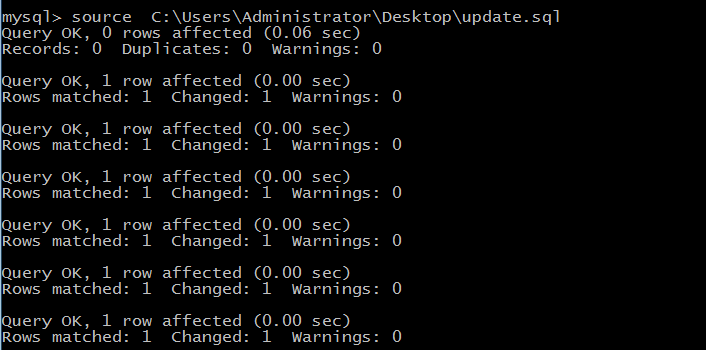 mysql> source  C:\Users\Administrator\Desktop\update.sql
Query OK, 0 rows affected (0.06 sec)
Records: 0  Duplicates: 0  Warnings: 0
Query OK, 1 row affected (0.00 sec)
Rows matched: 1  Changed: 1  Warnings: 0
Query OK, 1 row affected (0.00 sec)
Rows matched: 1  Changed: 1  Warnings: 0
Query OK, 1 row affected (0.00 sec)
Rows matched: 1  Changed: 1  Warnings: 0
Query OK, 1 row affected (0.00 sec)
Rows matched: 1  Changed: 1  Warnings: 0
Query OK, 1 row affected (0.00 sec)
Rows matched: 1  Changed: 1  Warnings: 0
Query OK, 1 row affected (0.00 sec)
Rows matched: 1  Changed: 1  Warnings: 0